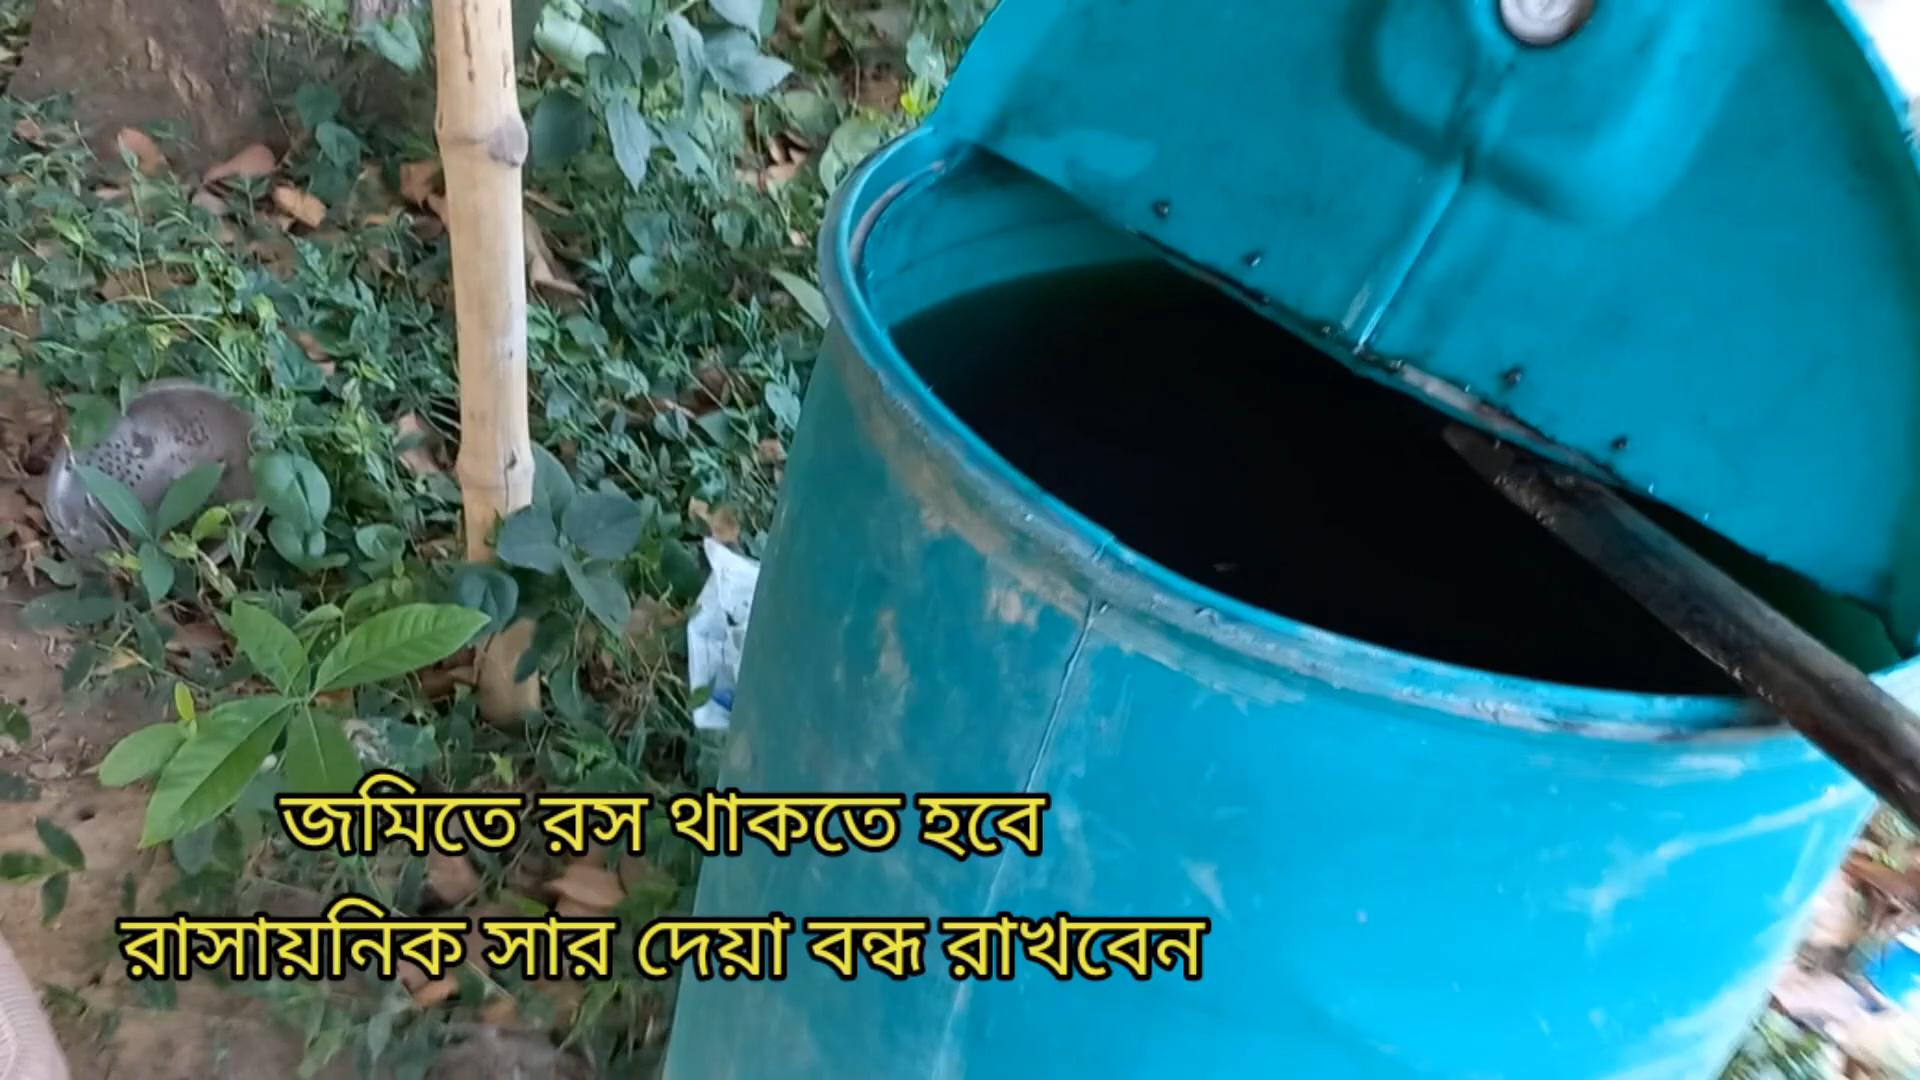 জমিতে রস থাকতে হবে
রাসায়নিক সার দেয়া বন্ধ রাখবেন